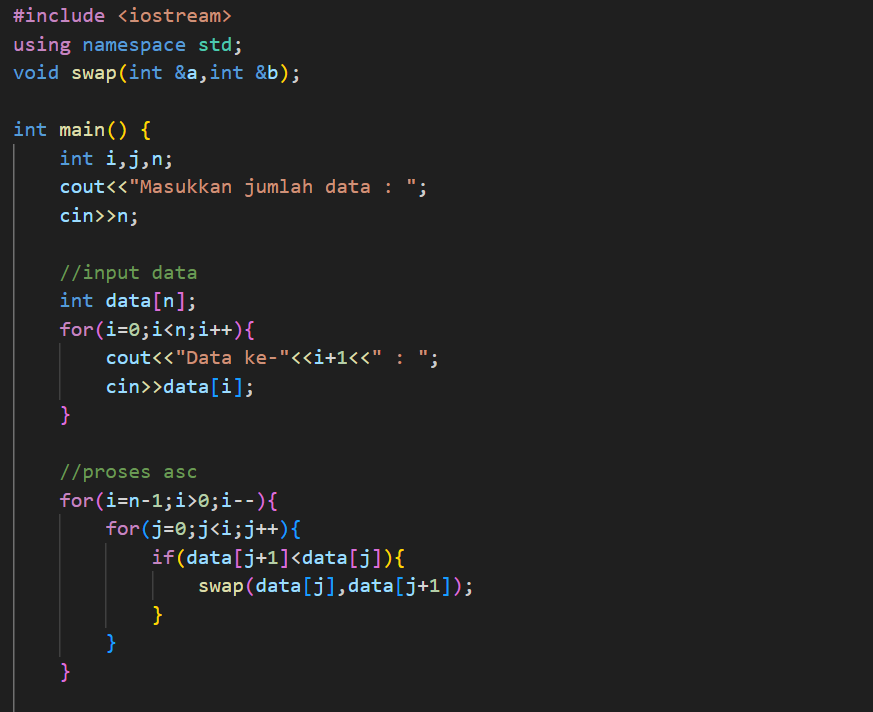 #include <iostream>
using namespace std;
void swap(int &a,int &b);
int main() {
    int i,j,n;
    cout<<"Masukkan jumlah data : ";
    cin>>n;
    //input data
    int data[n];
    for(i=0;i<n;i++){
        cout<<"Data ke-"<<i+1<<" : ";
        cin>>data[i];
    }
    //proses asc
    for(i=n-1;i>0;i--){
        for(j=0;j<i;j++){
            if(data[j+1]<data[j]){
                swap(data[j],data[j+1]);
            }
        }
    }